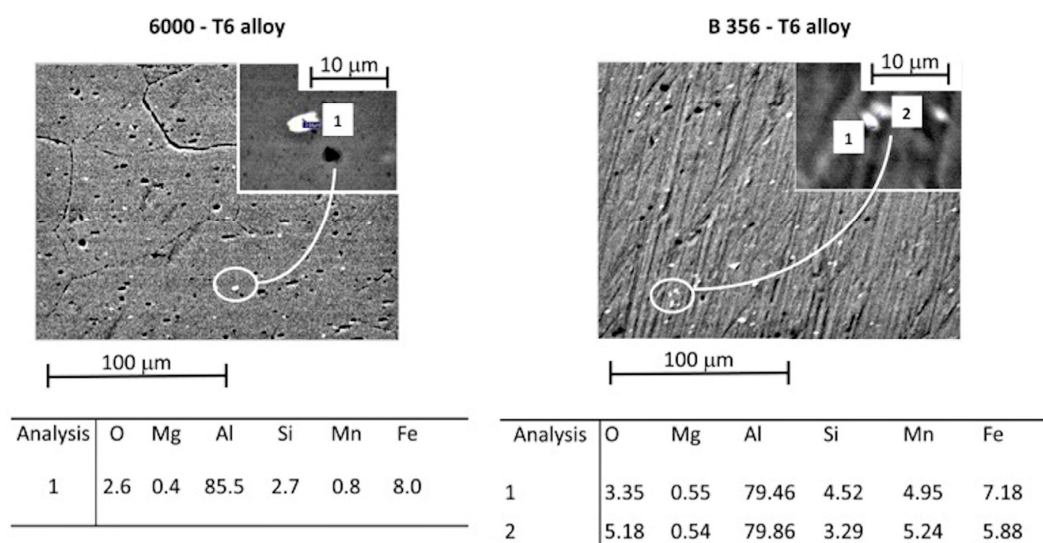 6000 - T6 alloy
B 356 - T6 alloy
10 μm
1
10 μm
2
1
100 μm
100 μm
Analysis O Mg Al Si Mn Fe
1 2.6 0.4 85.5 2.7 0.8 8.0
Analysis O Mg Al Si Mn Fe
1 3.35 0.55 79.46 4.52 4.95 7.18
2 5.18 0.54 79.86 3.29 5.24 5.88